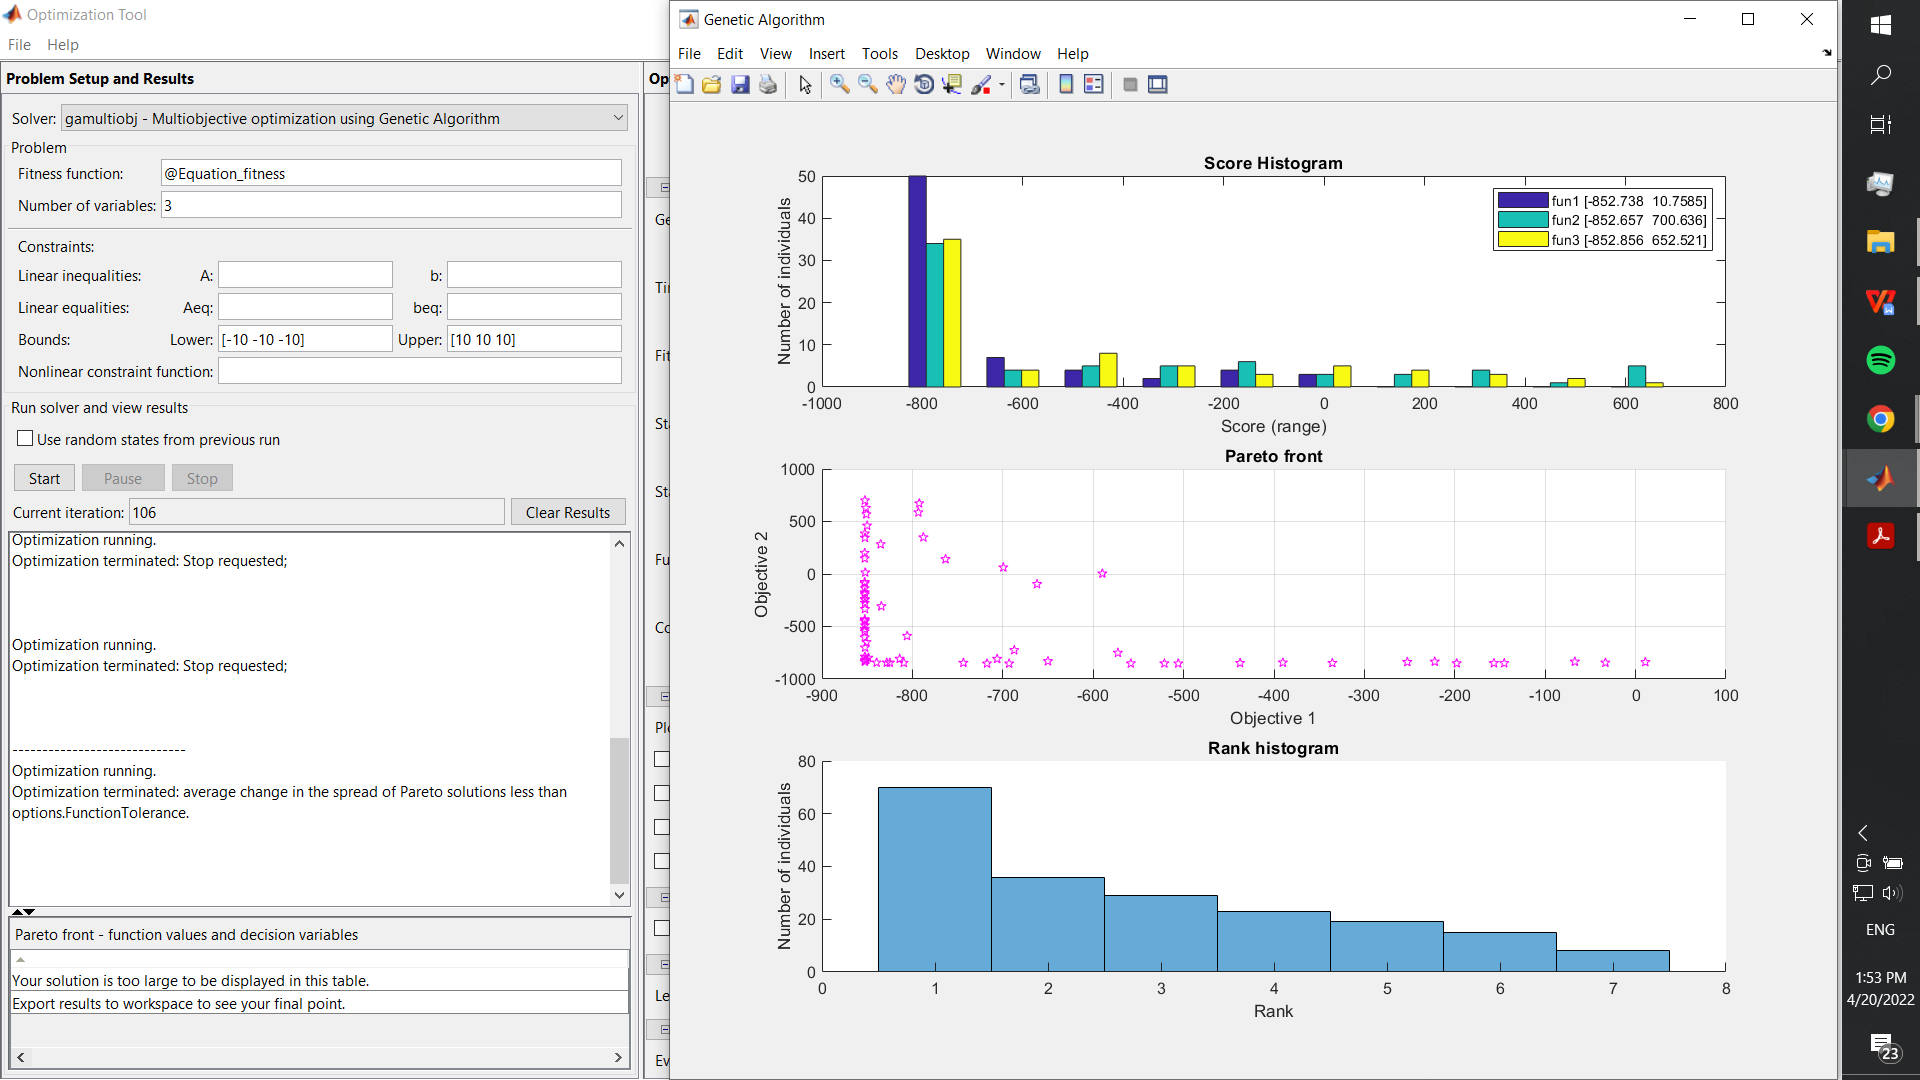 Optimization Tool
File Help
Problem Setup and Results
Solver: gamultiobj - Multiobjective optimization using Genetic Algorithm
Problem
Fitness function: @Equation_fitness
Number of variables: 3
Constraints:
Linear inequalities: A: b:
Linear equalities: Aeq: beq:
Bounds: Lower: [-10 -10 -10] Upper: [10 10 10]
Nonlinear constraint function:
Run solver and view results
Use random states from previous run
Start Pause Stop
Current iteration: 106 Clear Results
Optimization running.
Optimization terminated: Stop requested;
Optimization running.
Optimization terminated: Stop requested;
-----------------------------
Optimization running.
Optimization terminated: average change in the spread of Pareto solutions less than
options.FunctionTolerance.
Pareto front - function values and decision variables
Your solution is too large to be displayed in this table.
Export results to workspace to see your final point.
Op
Ge
Fit
Sta
Sta
Fu
Co
Le
Ev
Genetic Algorithm
File Edit View Insert Tools Desktop Window Help
Score Histogram
50
40
30
20
10
0
Number of individuals
fun1 [-852.738 10.7585]
fun2 [-852.657 700.636]
fun3 [-852.856 652.521]
-1000 -800 -600 -400 -200 0 200 400 600 800
Score (range)
Pareto front
1000
500
0
-500
-1000
Objective 2
-900 -800 -700 -600 -500 -400 -300 -200 -100 0 100
Objective 1
Rank histogram
80
60
40
20
0
Number of individuals
0 1 2 3 4 5 6 7 8
Rank
ENG
1:53 PM
4/20/2022
23